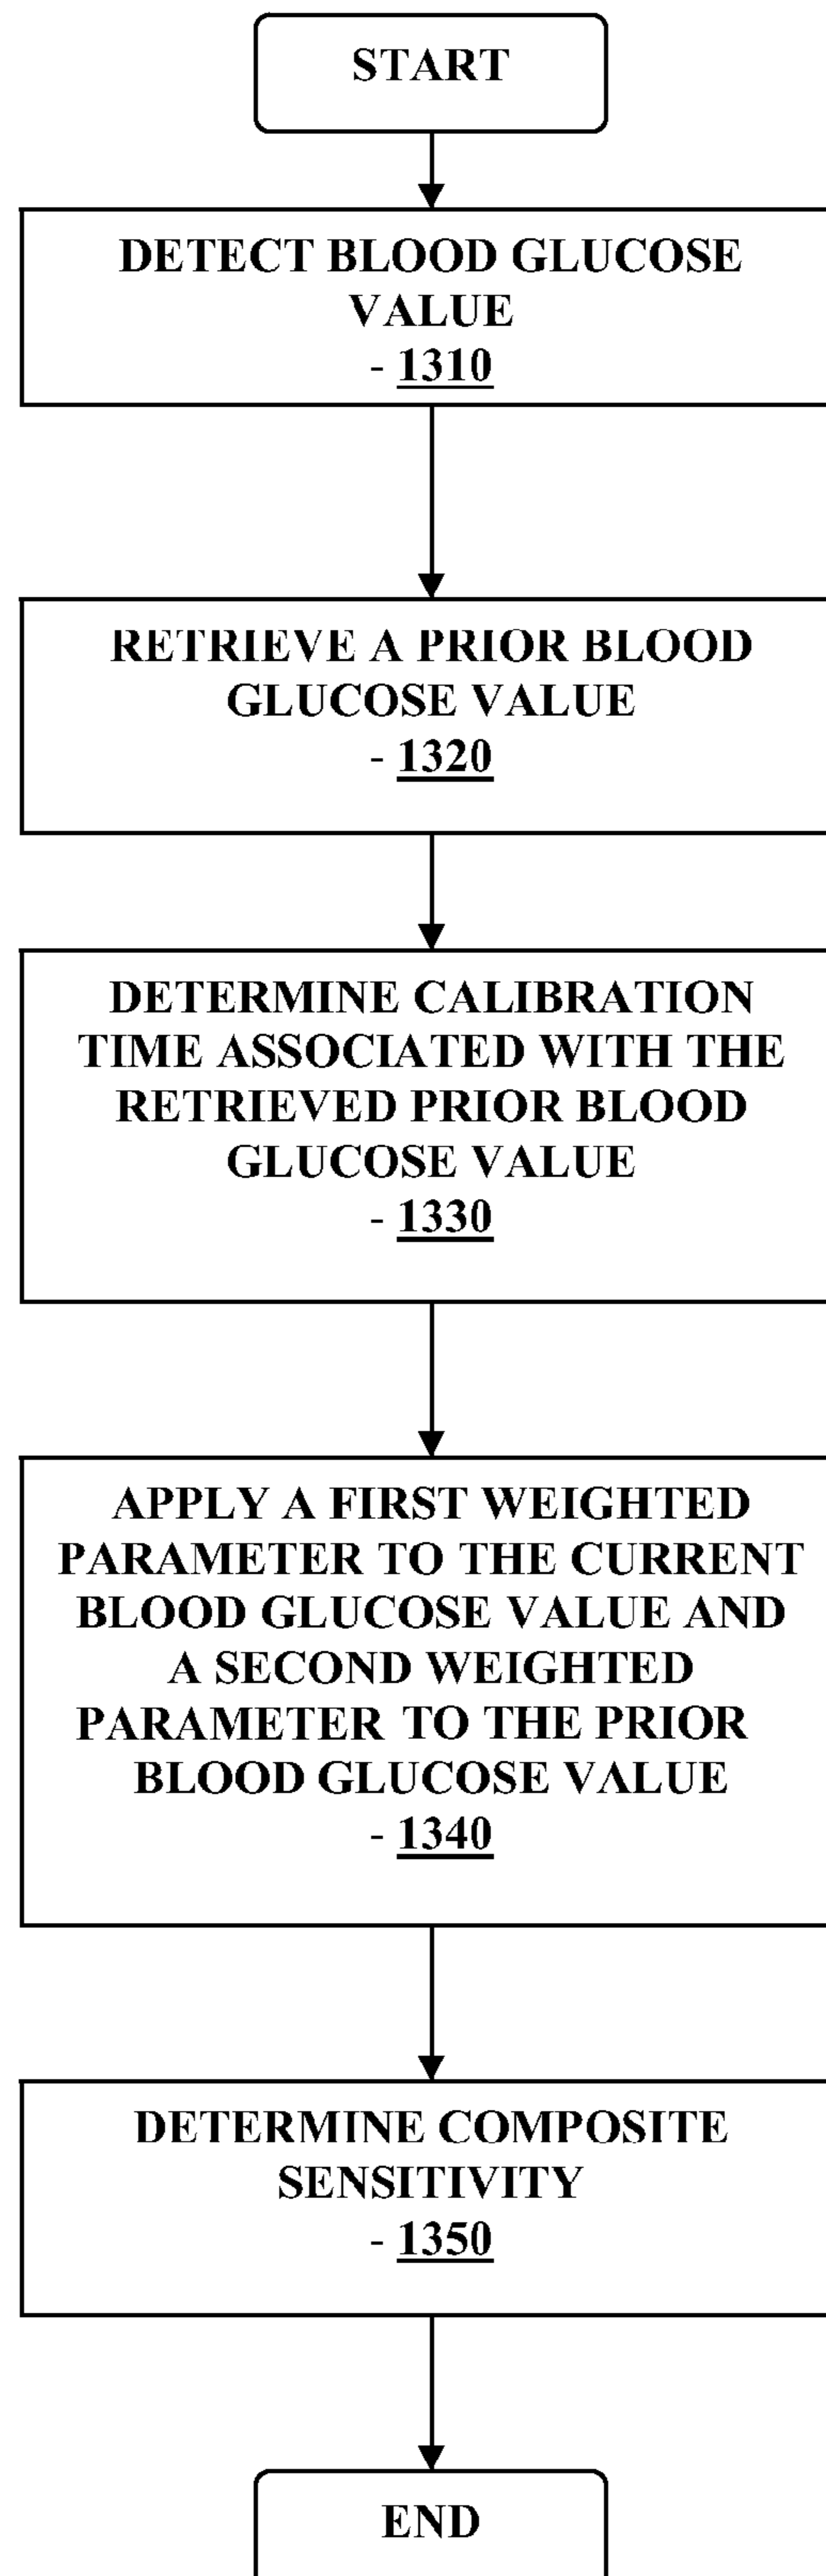 START
DETECT BLOOD GLUCOSE
VALUE
- 1310
RETRIEVE A PRIOR BLOOD
GLUCOSE VALUE
- 1320
DETERMINE CALIBRATION
TIME ASSOCIATED WITH THE
RETRIEVED PRIOR BLOOD
GLUCOSE VALUE
- 1330
APPLY A FIRST WEIGHTED
PARAMETER TO THE CURRENT
BLOOD GLUCOSE VALUE AND
A SECOND WEIGHTED
PARAMETER TO THE PRIOR
BLOOD GLUCOSE VALUE
- 1340
DETERMINE COMPOSITE
SENSITIVITY
- 1350
END